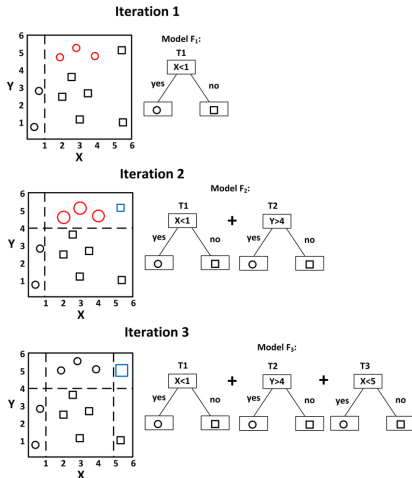 Iteration 1
Model F₁:
T1
X<1
yes
no
6
5
4
3
2
1
Y
1 2 3 4 5 6
X
Iteration 2
Model F₂:
T1
X<1
yes
no
+
T2
Y>4
yes
no
6
5
4
3
2
1
Y
1 2 3 4 5 6
X
Iteration 3
Model F₃:
T1
X<1
yes
no
+
T2
Y>4
yes
no
+
T3
X<5
yes
no
6
5
4
3
2
1
Y
1 2 3 4 5 6
X